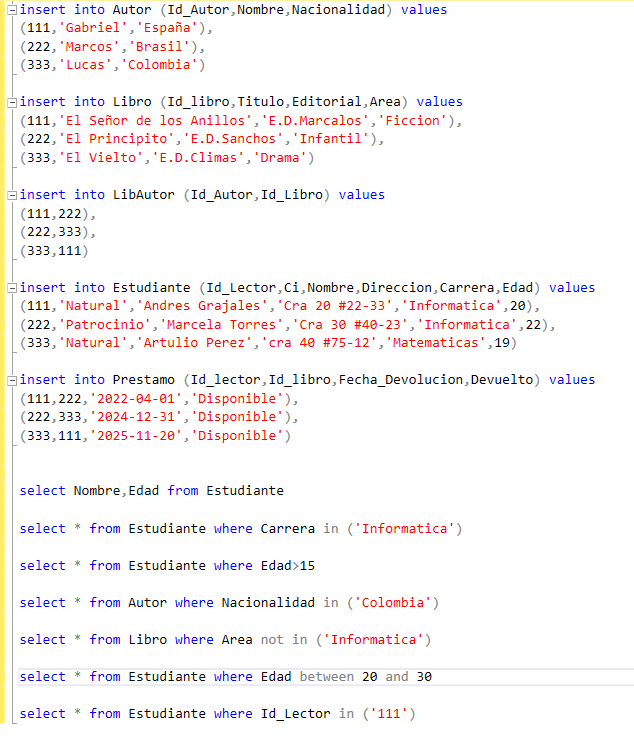 insert into Autor (Id_Autor,Nombre,Nacionalidad) values
(111,'Gabriel','España'),
(222,'Marcos','Brasil'),
(333,'Lucas','Colombia')
insert into Libro (Id_libro,Titulo,Editorial,Area) values
(111,'El Señor de los Anillos','E.D.Marcalos','Ficcion'),
(222,'El Principito','E.D.Sanchos','Infantil'),
(333,'El Vielto','E.D.Climas','Drama')
insert into LibAutor (Id_Autor,Id_Libro) values
(111,222),
(222,333),
(333,111)
insert into Estudiante (Id_Lector,Ci,Nombre,Direccion,Carrera,Edad) values
(111,'Natural','Andres Grajales','Cra 20 #22-33','Informatica',20),
(222,'Patrocinio','Marcela Torres','Cra 30 #40-23','Informatica',22),
(333,'Natural','Artulio Perez','cra 40 #75-12','Matematicas',19)
insert into Prestamo (Id_lector,Id_libro,Fecha_Devolucion,Devuelto) values
(111,222,'2022-04-01','Disponible'),
(222,333,'2024-12-31','Disponible'),
(333,111,'2025-11-20','Disponible')
select Nombre,Edad from Estudiante
select * from Estudiante where Carrera in ('Informatica')
select * from Estudiante where Edad>15
select * from Autor where Nacionalidad in ('Colombia')
select * from Libro where Area not in ('Informatica')
select * from Estudiante where Edad between 20 and 30
select * from Estudiante where Id_Lector in ('111')